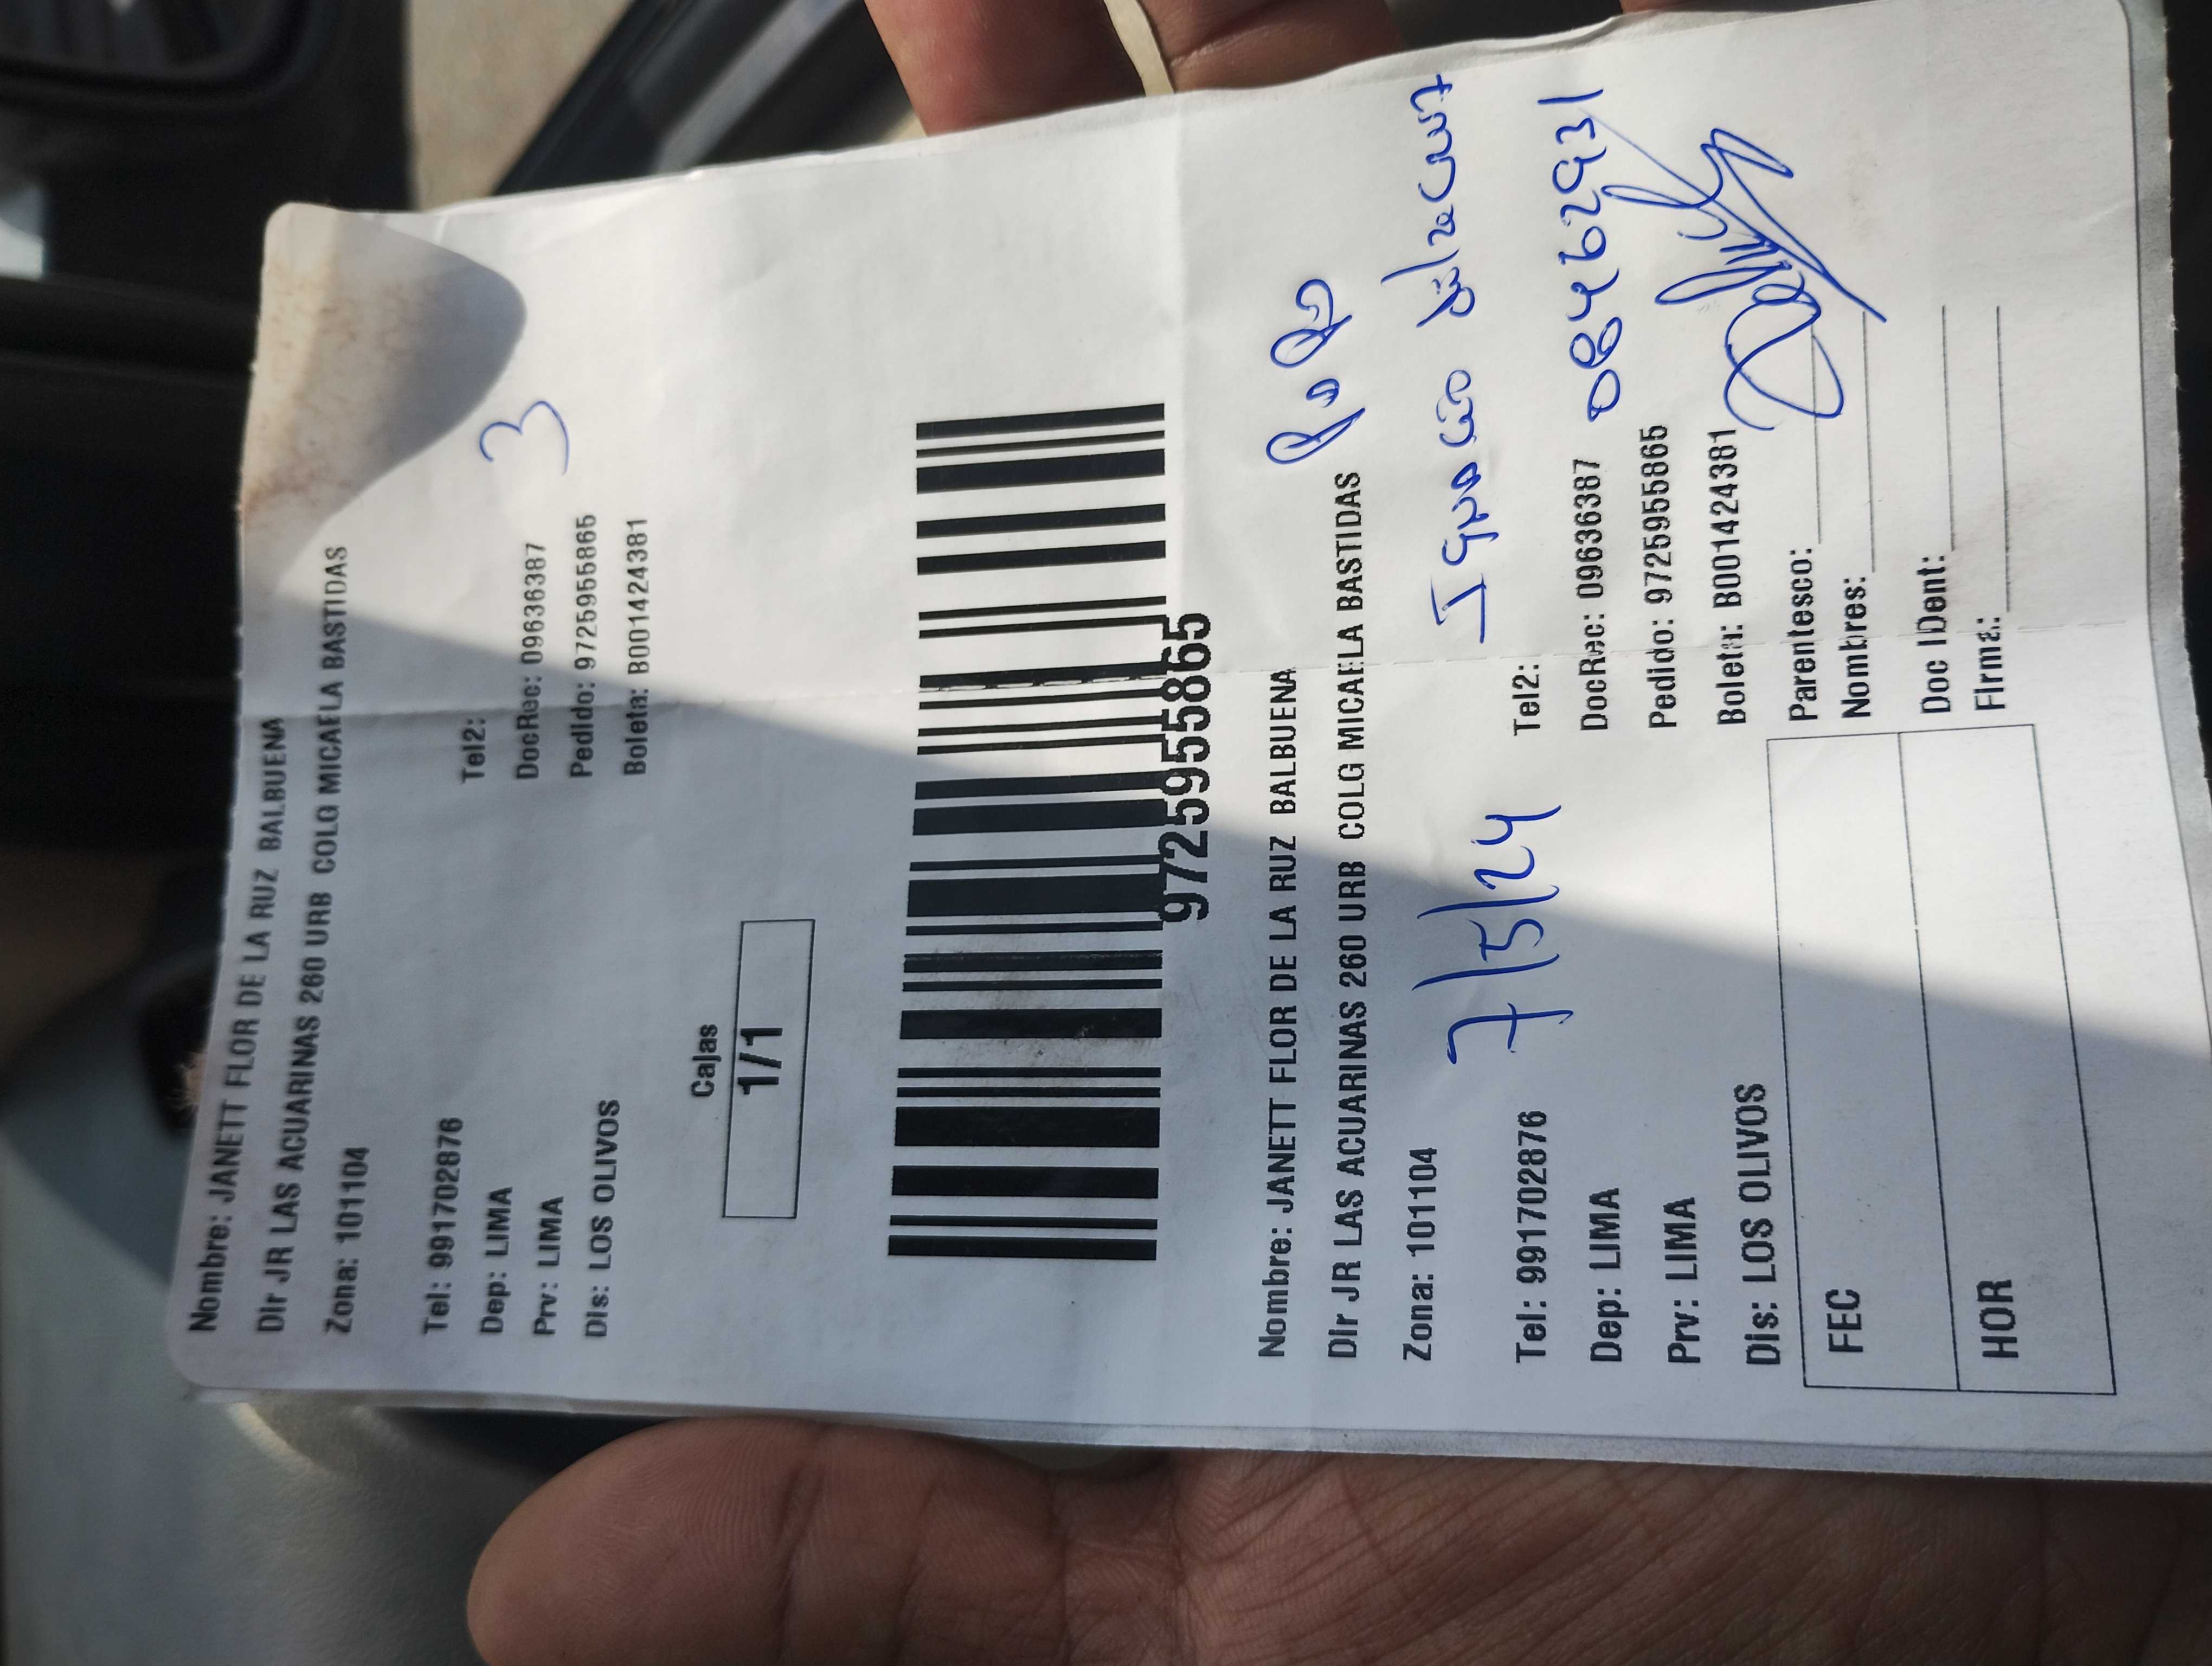 Nombre: JANETT FLOR DE LA RUZ BALBUENA
DIr JR LAS ACUARINAS 260 URB COLG MICAELA BASTIDAS
Zona: 101104
3
Tel: 991702876 Tel2:
Dep: LIMA DocRec: 09636387
Prv: LIMA Pedido: 9725955865
Dis: LOS OLIVOS Boleta: B001424381
Cajas
1/1
9725955865
Nombre: JANETT FLOR DE LA RUZ BALBUENA
DIr JR LAS ACUARINAS 260 URB COLG MICAELA BASTIDAS
Zona: 101104
7/5/24 Ignacio
Tel: 991702876 Tel2:
Dep: LIMA DocRec: 09636387
Prv: LIMA Pedido: 9725955865
Dis: LOS OLIVOS Boleta: B001424381
FEC Parentesco:
Nombres:
HOR Doc IDent:
Firma: